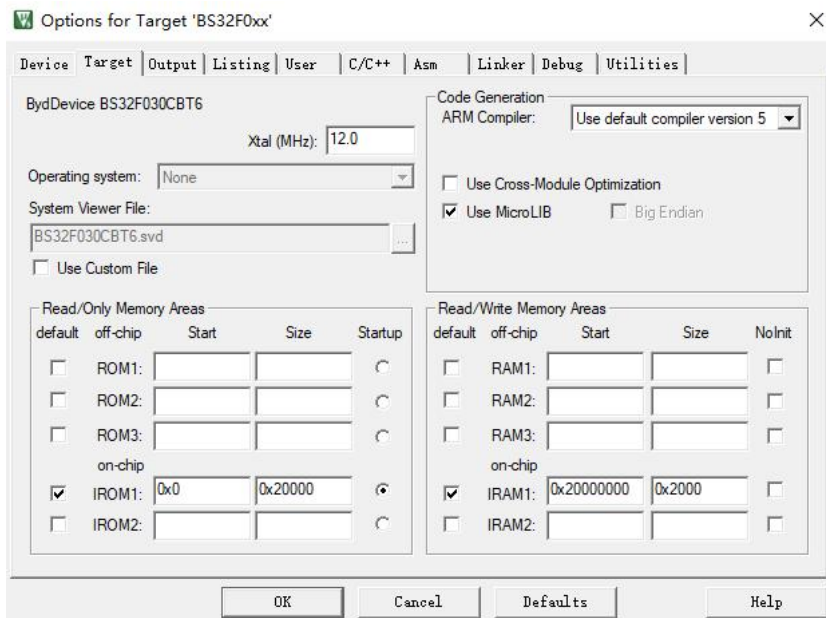 Options for Target 'BS32F0xx'
Device Target Output Listing User C/C++ Asm Linker Debug Utilities
BydDevice BS32F030CBT6
Xtal (MHz): 12.0
Operating system: None
System Viewer File:
BS32F030CBT6.svd
...
Use Custom File
Code Generation
ARM Compiler: Use default compiler version 5
Use Cross-Module Optimization
Use MicroLIB Big Endian
Read/Only Memory Areas
default off-chip Start Size Startup
ROM1:
ROM2:
ROM3:
on-chip
IROM1: 0x0 0x20000
IROM2:
Read/Write Memory Areas
default off-chip Start Size NoInit
RAM1:
RAM2:
RAM3:
on-chip
IRAM1: 0x20000000 0x2000
IRAM2:
OK Cancel Defaults Help